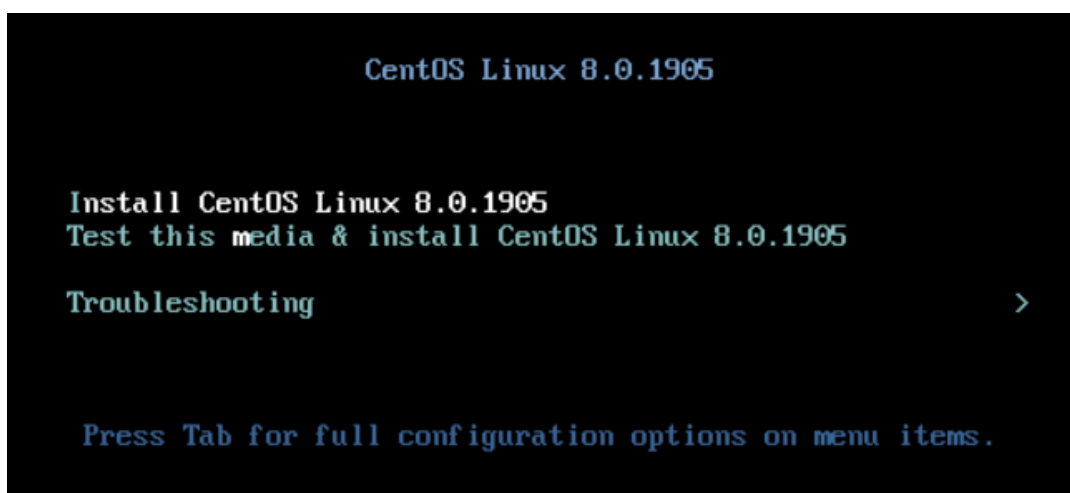 CentOS Linux 8.0.1905
Install CentOS Linux 8.0.1905
Test this media & install CentOS Linux 8.0.1905
Troubleshooting >
Press Tab for full configuration options on menu items.